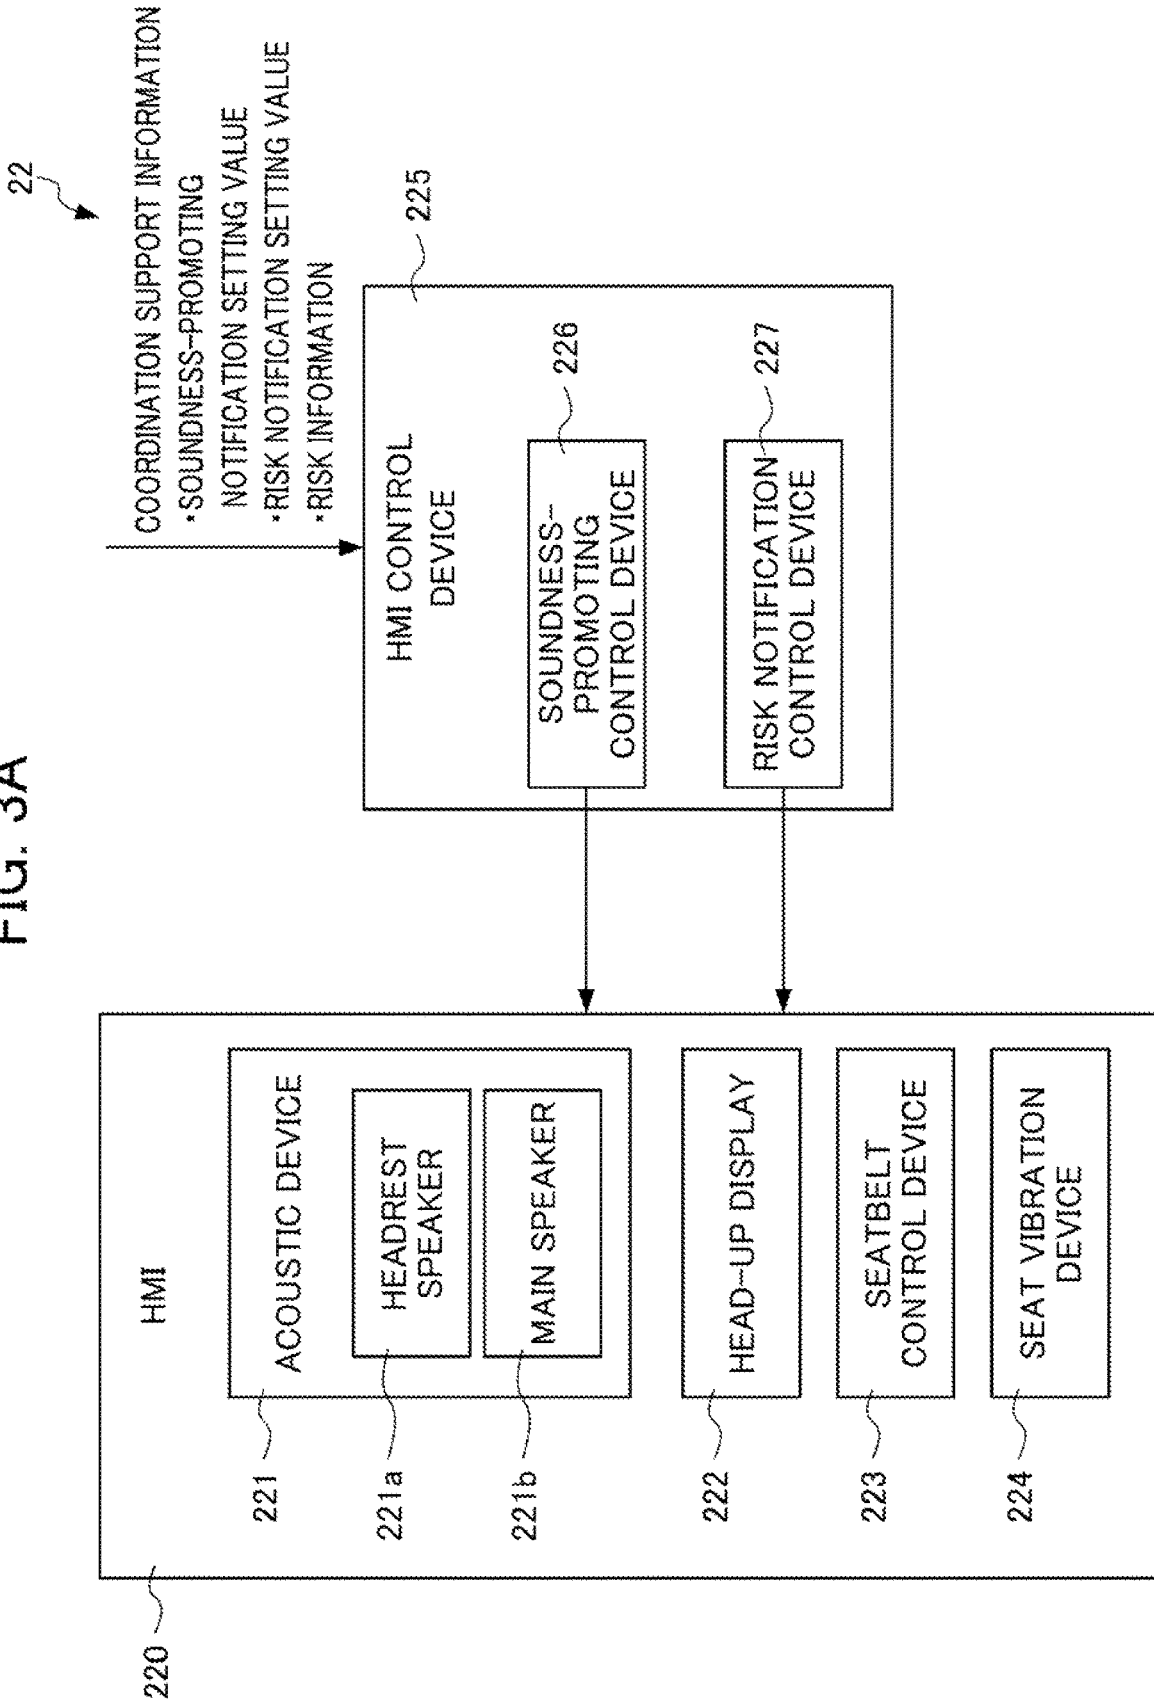 FIG. 3A
22
COORDINATION SUPPORT INFORMATION
•SOUNDNESS-PROMOTING
NOTIFICATION SETTING VALUE
•RISK NOTIFICATION SETTING VALUE
•RISK INFORMATION
220
HMI
221
ACOUSTIC DEVICE
221a
HEADREST
SPEAKER
221b
MAIN SPEAKER
222
HEAD-UP DISPLAY
223
SEATBELT
CONTROL DEVICE
224
SEAT VIBRATION
DEVICE
225
HMI CONTROL
DEVICE
226
SOUNDNESS-
PROMOTING
CONTROL DEVICE
227
RISK NOTIFICATION
CONTROL DEVICE